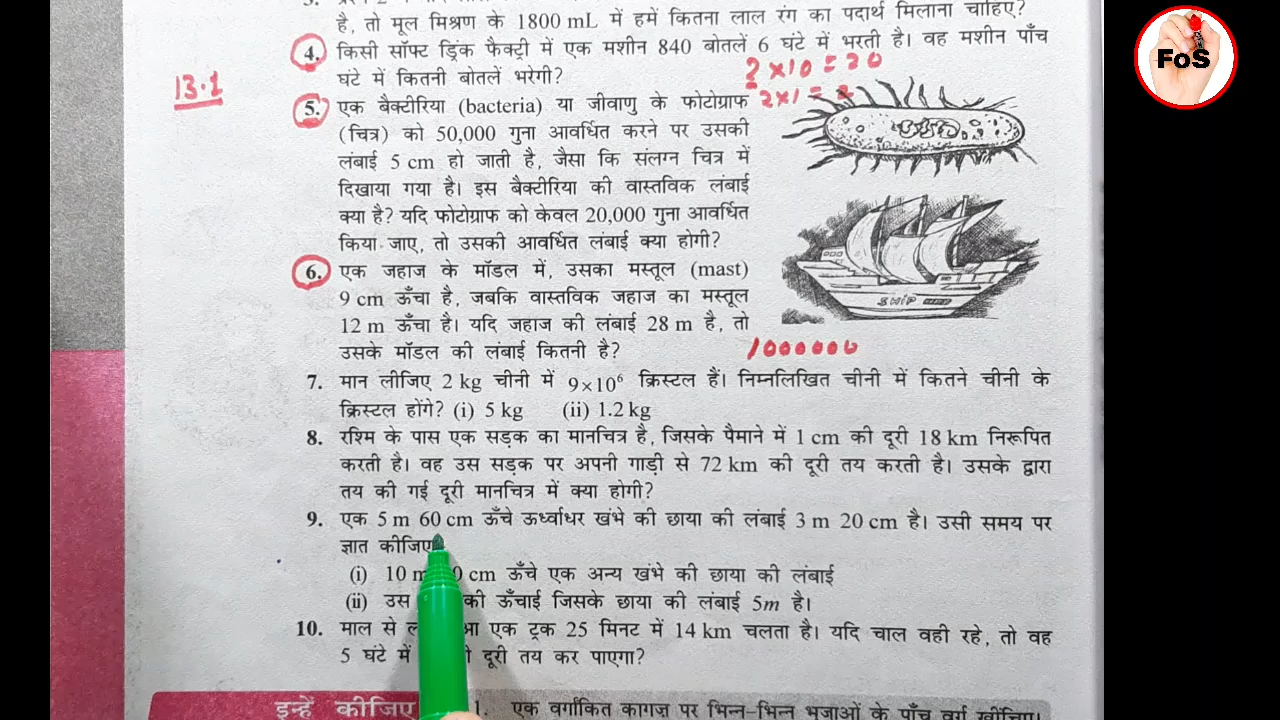 है, तो मूल मिश्रण के 1800 mL में हमें कितना लाल रंग का पदार्थ मिलाना चाहिए?
4. किसी सॉफ्ट ड्रिंक फैक्ट्री में एक मशीन 840 बोतलें 6 घंटे में भरती है। वह मशीन पाँच
घंटे में कितनी बोतलें भरेगी?
2 × 10 = 20
2 × 1 = 2
13.1
5. एक बैक्टीरिया (bacteria) या जीवाणु के फोटोग्राफ
(चित्र) को 50,000 गुना आवर्धित करने पर उसकी
लंबाई 5 cm हो जाती है, जैसा कि संलग्न चित्र में
दिखाया गया है। इस बैक्टीरिया की वास्तविक लंबाई
क्या है? यदि फोटोग्राफ को केवल 20,000 गुना आवर्धित
किया जाए, तो उसकी आवर्धित लंबाई क्या होगी?
6. एक जहाज के मॉडल में, उसका मस्तूल (mast)
9 cm ऊँचा है, जबकि वास्तविक जहाज का मस्तूल
12 m ऊँचा है। यदि जहाज की लंबाई 28 m है, तो
उसके मॉडल की लंबाई कितनी है?
SHIP
1000000
7. मान लीजिए 2 kg चीनी में 9×10⁶ क्रिस्टल हैं। निम्नलिखित चीनी में कितने चीनी के
क्रिस्टल होंगे? (i) 5 kg (ii) 1.2 kg
8. रश्मि के पास एक सड़क का मानचित्र है, जिसके पैमाने में 1 cm की दूरी 18 km निरूपित
करती है। वह उस सड़क पर अपनी गाड़ी से 72 km की दूरी तय करती है। उसके द्वारा
तय की गई दूरी मानचित्र में क्या होगी?
9. एक 5 m 60 cm ऊँचे ऊर्ध्वाधर खंभे की छाया की लंबाई 3 m 20 cm है। उसी समय पर
ज्ञात कीजिए
(i) 10 m 0 cm ऊँचे एक अन्य खंभे की छाया की लंबाई
(ii) उस की ऊँचाई जिसके छाया की लंबाई 5m है।
10. माल से एक ट्रक 25 मिनट में 14 km चलता है। यदि चाल वही रहे, तो वह
5 घंटे में दूरी तय कर पाएगा?
इन्हें कीजिए
1. एक वर्गांकित कागज़ पर भिन्न-भिन्न भुजाओं के पाँच वर्ग खींचिए।
FoS